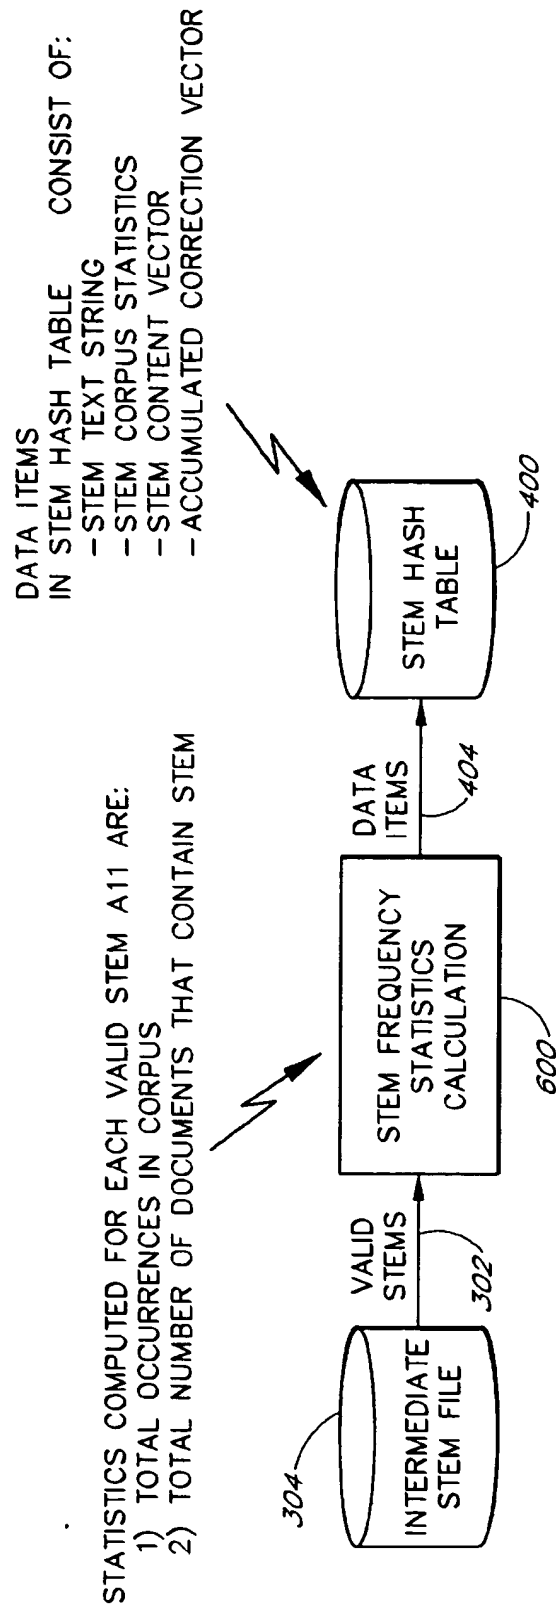 STATISTICS COMPUTED FOR EACH VALID STEM A11 ARE:
1) TOTAL OCCURRENCES IN CORPUS
2) TOTAL NUMBER OF DOCUMENTS THAT CONTAIN STEM
DATA ITEMS
IN STEM HASH TABLE CONSIST OF:
-STEM TEXT STRING
-STEM CORPUS STATISTICS
-STEM CONTENT VECTOR
-ACCUMULATED CORRECTION VECTOR
304
INTERMEDIATE
STEM FILE
VALID
STEMS
302
STEM FREQUENCY
STATISTICS
CALCULATION
600
DATA
ITEMS
404
STEM HASH
TABLE
400